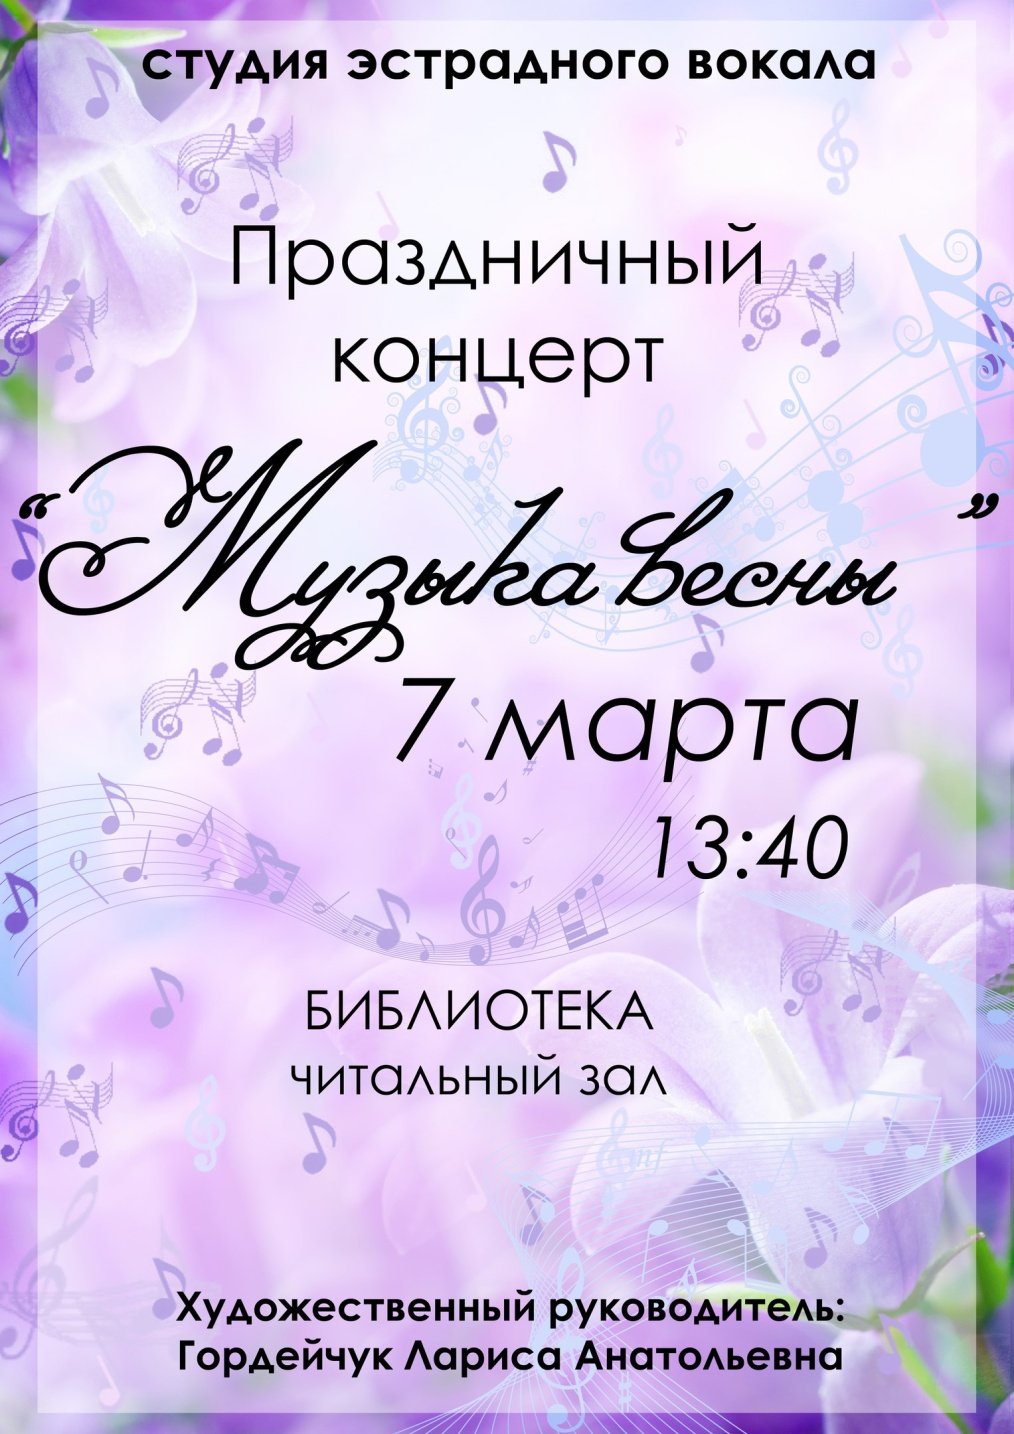 студия эстрадного вокала
Праздничный
концерт
“Музыка весны”
7 марта
13:40
БИБЛИОТЕКА
читальный зал
Художественный руководитель:
Гордейчук Лариса Анатольевна